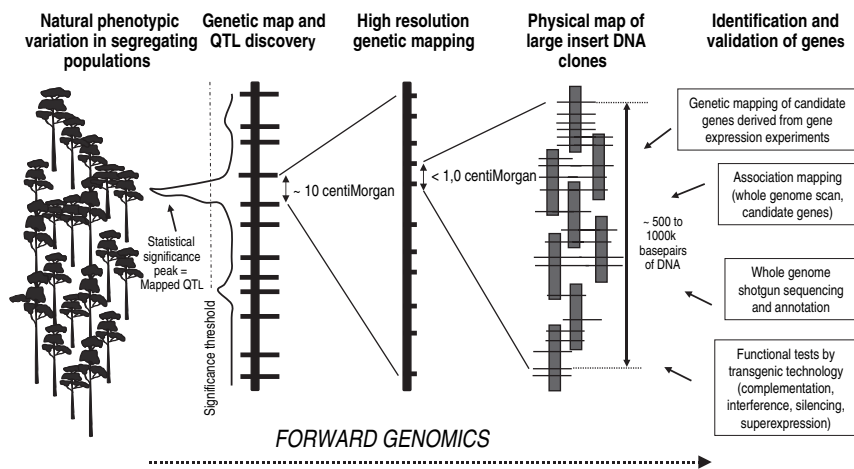 Natural phenotypic
variation in segregating
populations
Genetic map and
QTL discovery
High resolution
genetic mapping
Physical map of
large insert DNA
clones
Identification and
validation of genes
Statistical
significance
peak =
Mapped QTL
Significance threshold
~ 10 centiMorgan
< 1,0 centiMorgan
~ 500 to
1000k
basepairs
of DNA
Genetic mapping of candidate
genes derived from gene
expression experiments
Association mapping
(whole genome scan,
candidate genes)
Whole genome
shotgun sequencing
and annotation
Functional tests by
transgenic technology
(complementation,
interference, silencing,
superexpression)
FORWARD GENOMICS